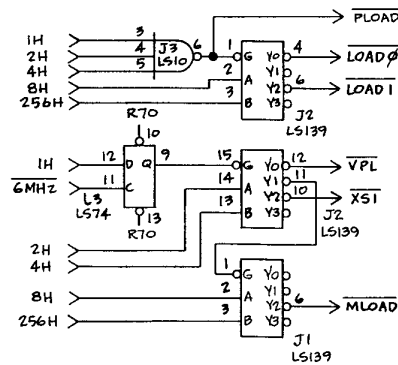 PLOAD
1H 3
2H 4 J3 6 1 G Y0 4 LOADØ
4H 5 LS10 Y1
8H 2 A Y2 6 LOAD1
256H 3 B Y3
J2
LS139
R70
10
1H 12 D Q 9 15 G Y0 12 VPL
6MHZ 11 C 14 A Y1 11
L3 13 B Y2 10 XSI
LS74 13 Y3 J2
R70 LS139
2H
4H
1 G Y0
8H 2 A Y1
256H 3 B Y2 6 MLOAD
Y3
J1
LS139